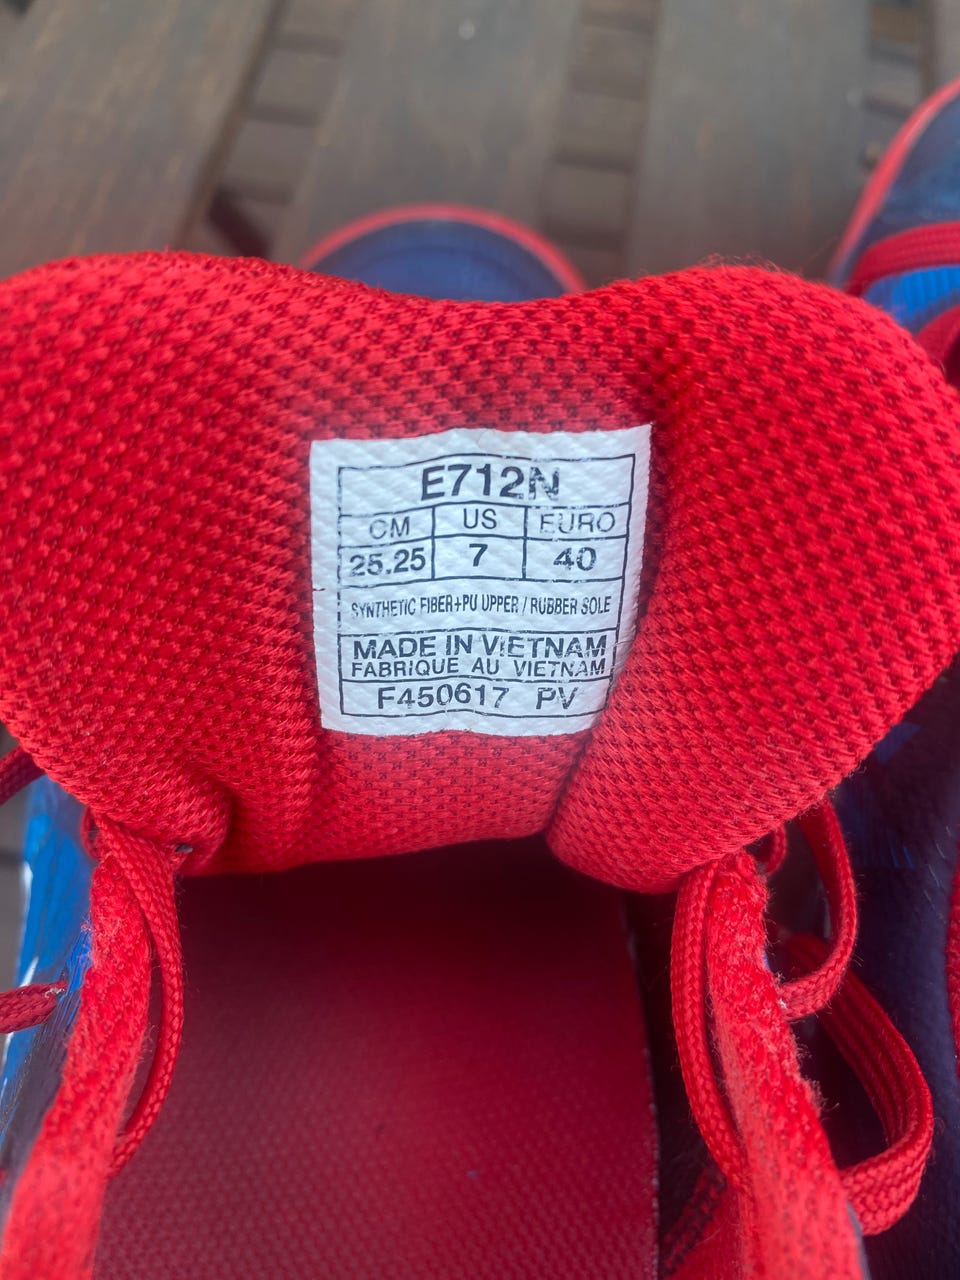 E712N
CM US EURO
25.25 7 40
SYNTHETIC FIBER+PU UPPER / RUBBER SOLE
MADE IN VIETNAM
FABRIQUE AU VIETNAM
F450617 PV